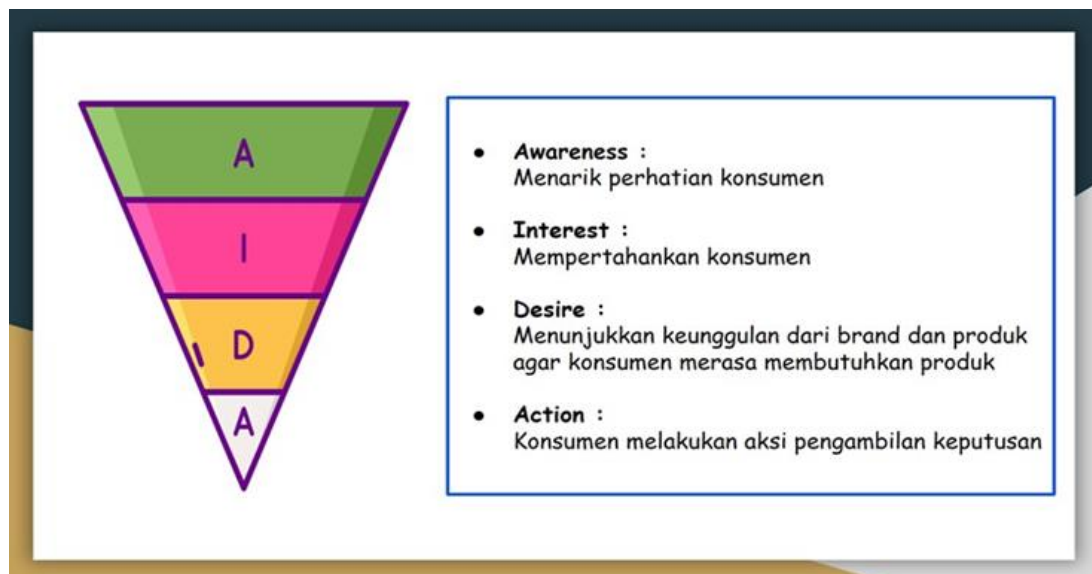 A
I
D
A
● Awareness :
Menarik perhatian konsumen
● Interest :
Mempertahankan konsumen
● Desire :
Menunjukkan keunggulan dari brand dan produk
agar konsumen merasa membutuhkan produk
● Action :
Konsumen melakukan aksi pengambilan keputusan